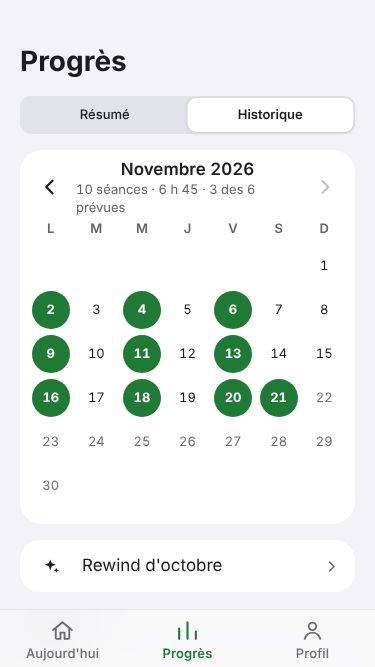 Progrès
Résumé
Historique
Novembre 2026
10 séances · 6 h 45 · 3 des 6
prévues
L M M J V S D
1
2 3 4 5 6 7 8
9 10 11 12 13 14 15
16 17 18 19 20 21 22
23 24 25 26 27 28 29
30
Rewind d'octobre
Aujourd'hui
Progrès
Profil